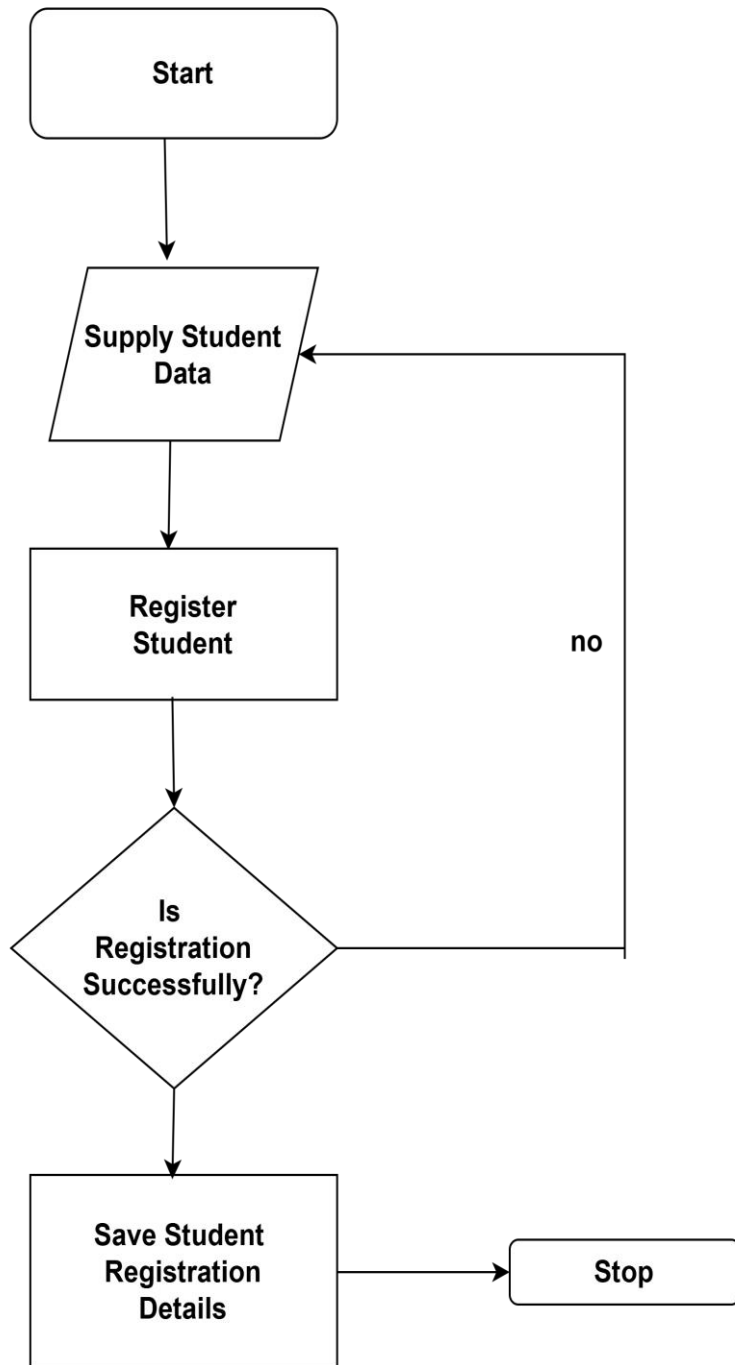 Start
Supply Student
Data
Register
Student
no
Is
Registration
Successfully?
Save Student
Registration
Details
Stop